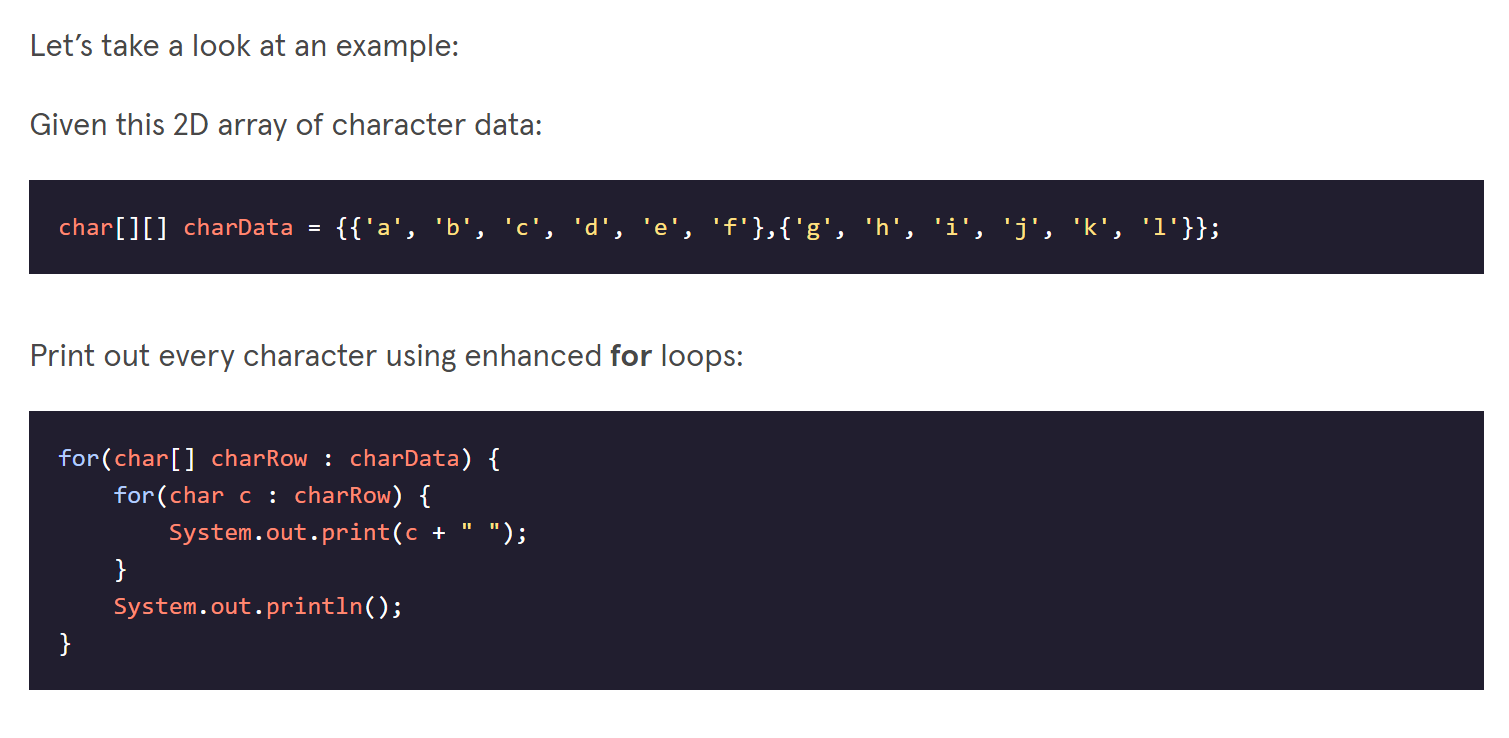 Let’s take a look at an example:
Given this 2D array of character data:
char[][] charData = {{'a', 'b', 'c', 'd', 'e', 'f'},{'g', 'h', 'i', 'j', 'k', 'l'}};
Print out every character using enhanced for loops:
for(char[] charRow : charData) {
    for(char c : charRow) {
        System.out.print(c + " ");
    }
    System.out.println();
}